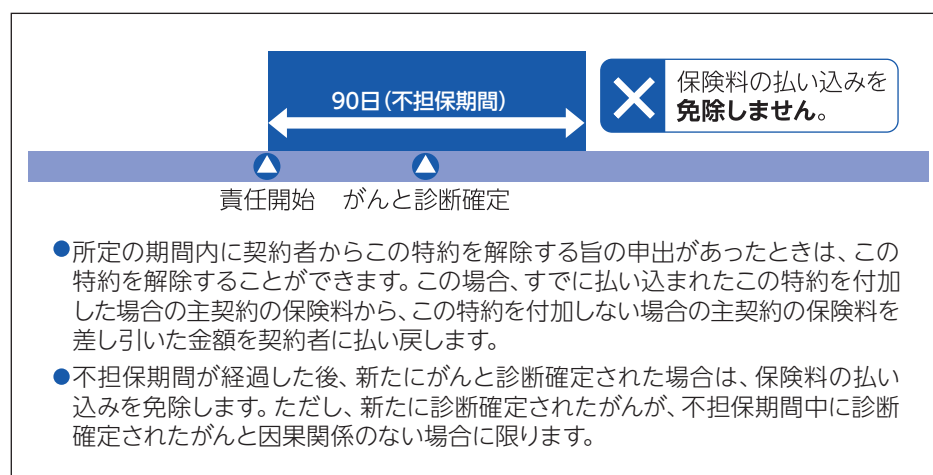 90日（不担保期間）
保険料の払い込みを
免除しません。
責任開始
がんと診断確定
●所定の期間内に契約者からこの特約を解除する旨の申出があったときは、この
特約を解除することができます。この場合、すでに払い込まれたこの特約を付加
した場合の主契約の保険料から、この特約を付加しない場合の主契約の保険料を
差し引いた金額を契約者に払い戻します。
●不担保期間が経過した後、新たにがんと診断確定された場合は、保険料の払い
込みを免除します。ただし、新たに診断確定されたがんが、不担保期間中に診断
確定されたがんと因果関係のない場合に限ります。